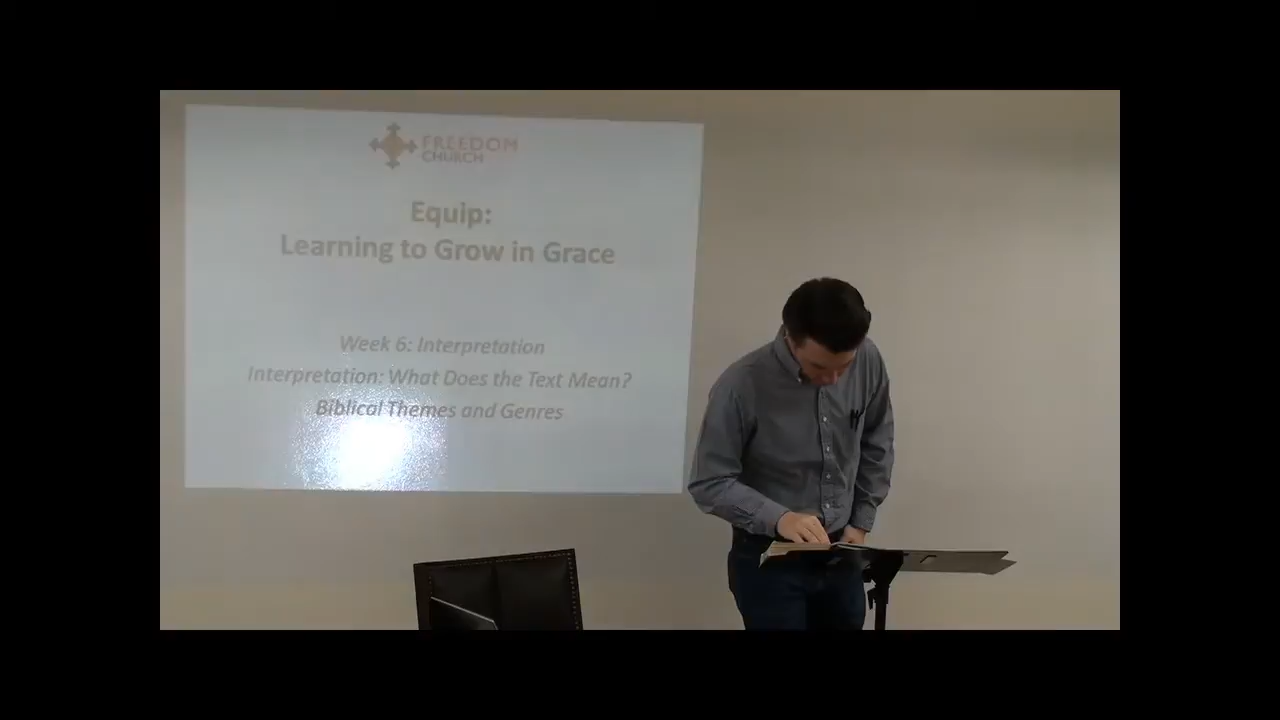 FREEDOM
CHURCH
Equip:
Learning to Grow in Grace
Week 6: Interpretation
Interpretation: What Does the Text Mean?
Biblical Themes and Genres